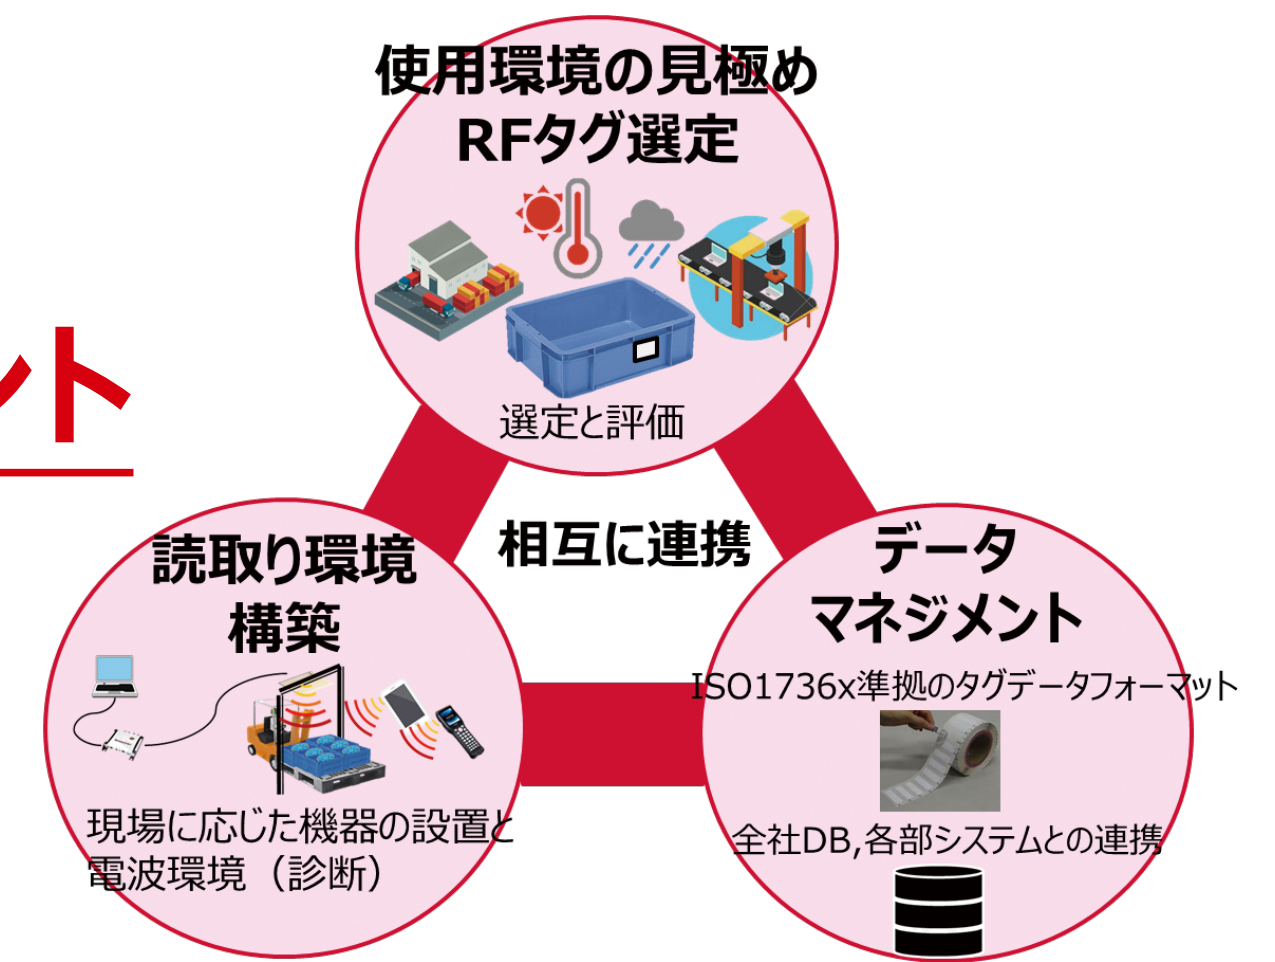 使用環境の見極め
RFタグ選定
選定と評価
ント
相互に連携
読取り環境
構築
現場に応じた機器の設置と
電波環境（診断）
データ
マネジメント
ISO1736x準拠のタグデータフォーマット
全社DB,各部システムとの連携